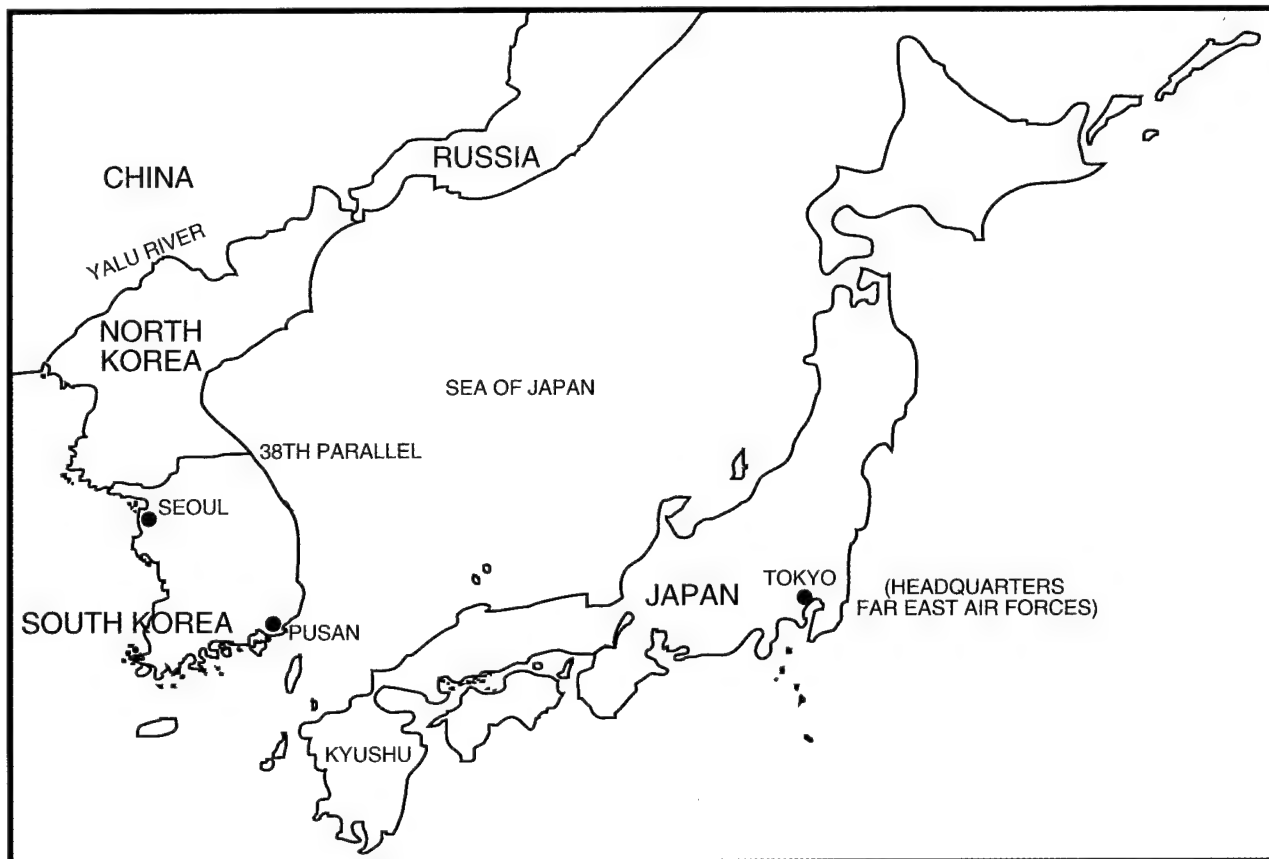 RUSSIA
CHINA
YALU RIVER
NORTH
KOREA
SEA OF JAPAN
38TH PARALLEL
SEOUL
TOKYO
(HEADQUARTERS
FAR EAST AIR FORCES)
JAPAN
SOUTH KOREA
PUSAN
KYUSHU